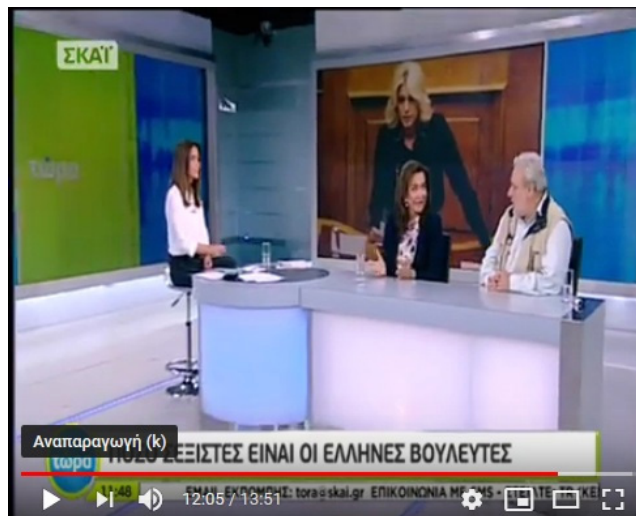 ΣΚΑΪ
τώρα
Αναπαραγωγή (k)
ΣΕΞΙΣΤΕΣ ΕΙΝΑΙ ΟΙ ΕΛΛΗΝΕΣ ΒΟΥΛΕΥΤΕΣ
τώρα
11:48
EMAIL ΕΚΠΟΜΠΗΣ: tora@skai.gr ΕΠΙΚΟΙΝΩΝΙΑ ΜΕ SMS -
12:05 / 13:51